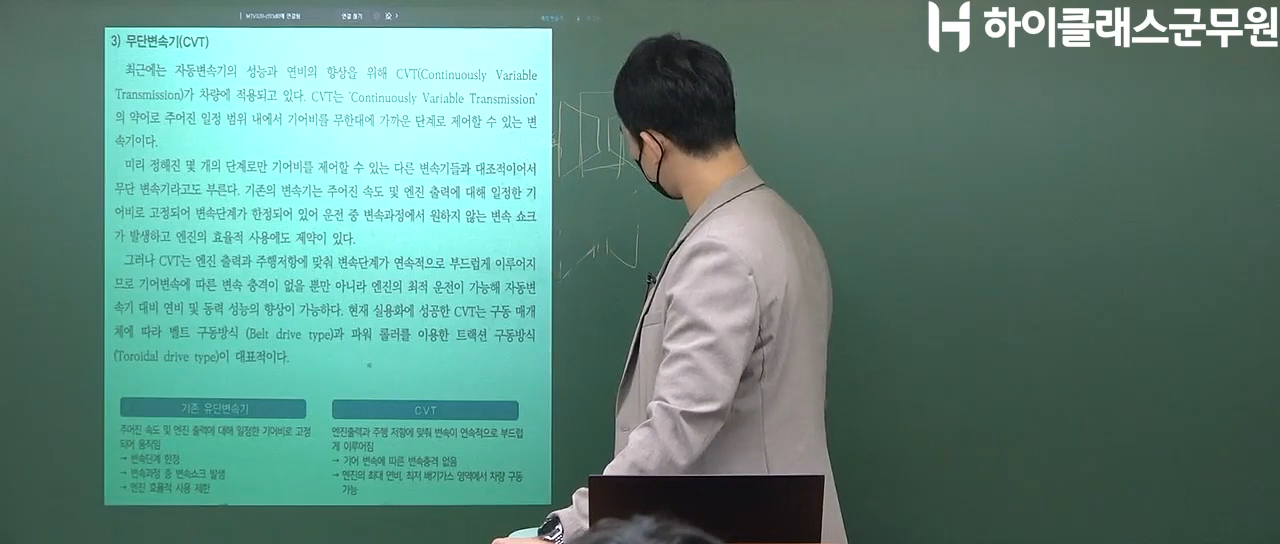 연결 끊기
하이클래스군무원
3) 무단변속기(CVT)
최근에는 자동변속기의 성능과 연비의 향상을 위해 CVT(Continuously Variable
Transmission)가 차량에 적용되고 있다. CVT는 'Continuously Variable Transmission'
의 약어로 주어진 일정 범위 내에서 기어비를 무한대에 가까운 단계로 제어할 수 있는 변
속기이다.
미리 정해진 몇 개의 단계로만 기어비를 제어할 수 있는 다른 변속기들과 대조적이어서
무단 변속기라고도 부른다. 기존의 변속기는 주어진 속도 및 엔진 출력에 대해 일정한 기
어비로 고정되어 변속단계가 한정되어 있어 운전 중 변속과정에서 원하지 않는 변속 쇼크
가 발생하고 엔진의 효율적 사용에도 제약이 있다.
그러나 CVT는 엔진 출력과 주행저항에 맞춰 변속단계가 연속적으로 부드럽게 이루어지
므로 기어변속에 따른 변속 충격이 없을 뿐만 아니라 엔진의 최적 운전이 가능해 자동변
속기 대비 연비 및 동력 성능의 향상이 가능하다. 현재 실용화에 성공한 CVT는 구동 매개
체에 따라 벨트 구동방식 (Belt drive type)과 파워 롤러를 이용한 트랙션 구동방식
(Toroidal drive type)이 대표적이다.
기존 유단변속기
주어진 속도 및 엔진 출력에 대해 일정한 기어비로 고정
되어 움직임
→ 변속단계 한정
→ 변속과정 중 변속쇼크 발생
→ 엔진 효율적 사용 제한
CVT
엔진출력과 주행 저항에 맞춰 변속이 연속적으로 부드럽
게 이루어짐
→ 기어 변속에 따른 변속충격 없음
→ 엔진의 최대 연비, 최저 배기가스 영역에서 차량 구동
가능